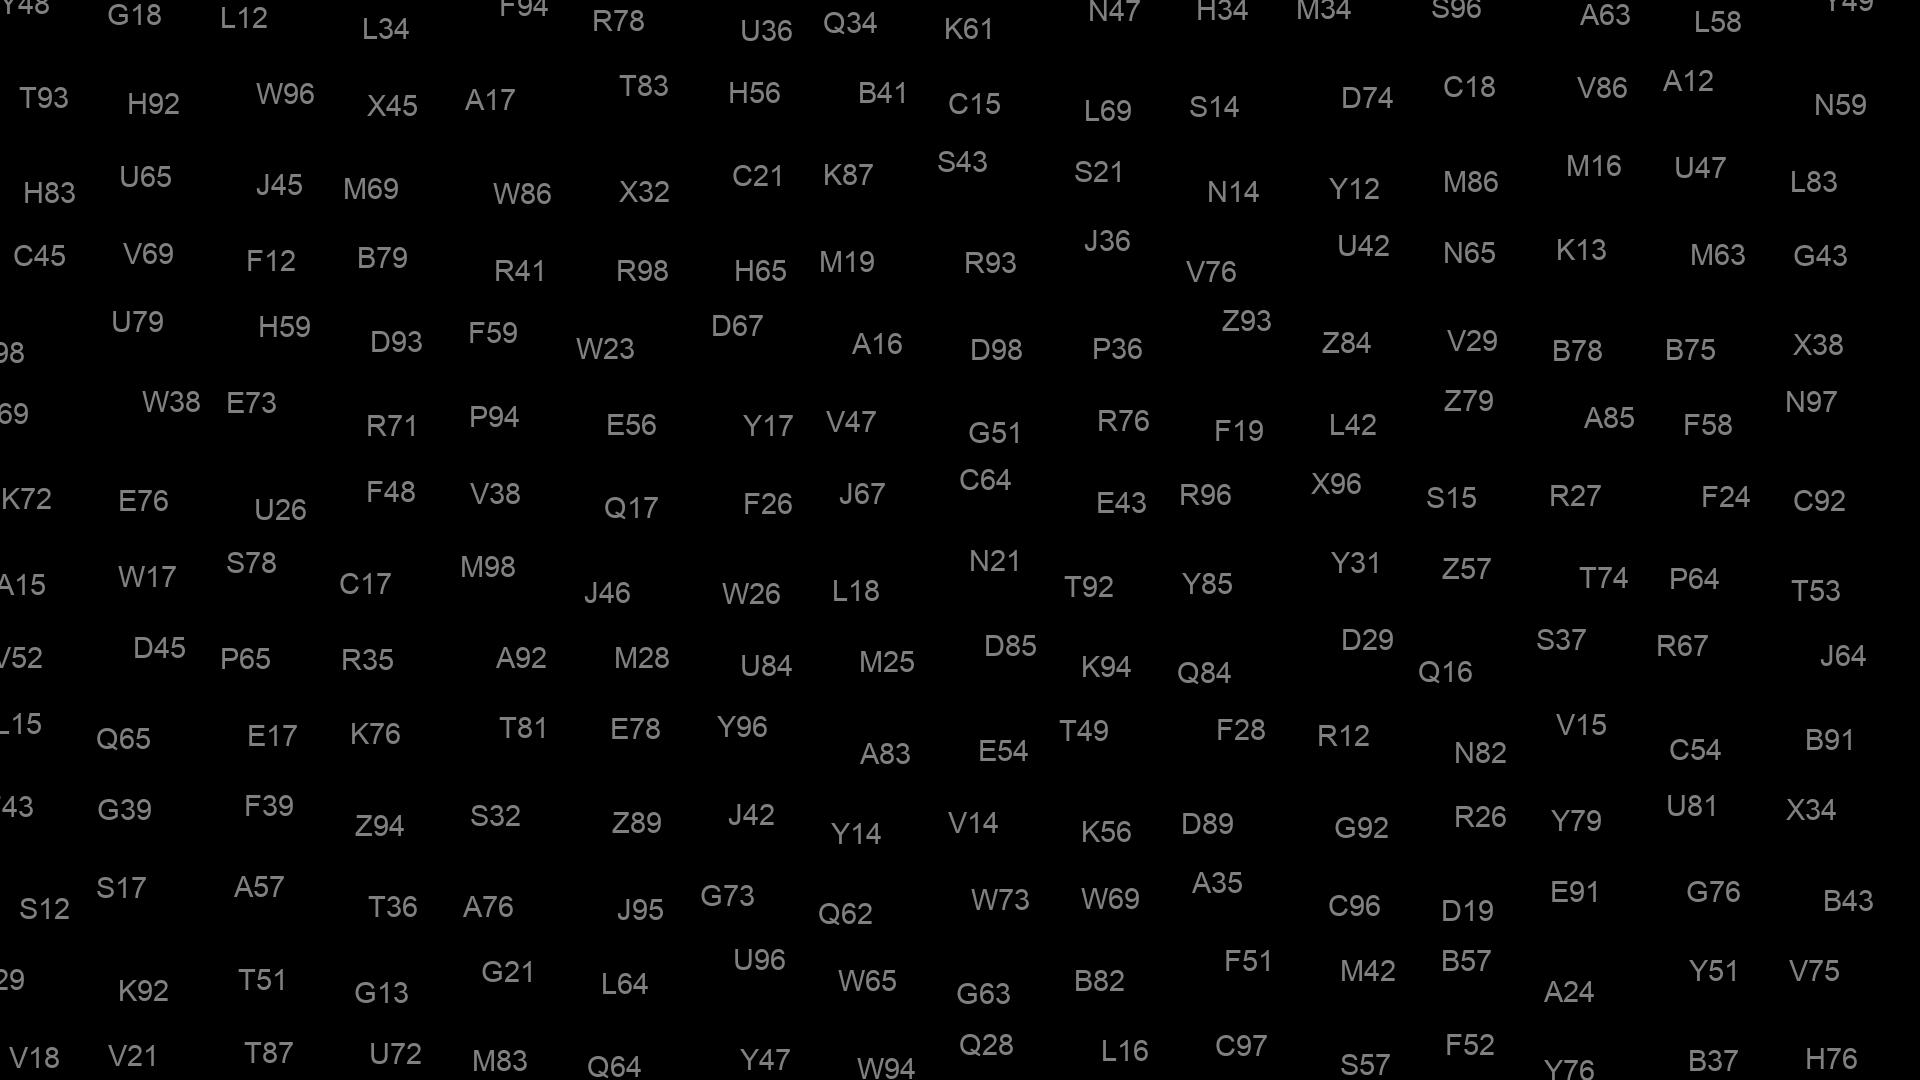 Y48 G18 L12 L34 F94 R78 U36 Q34 K61 N47 H34 M34 S96 A63 L58 Y49
T93 H92 W96 X45 A17 T83 H56 B41 C15 L69 S14 D74 C18 V86 A12 N59
H83 U65 J45 M69 W86 X32 C21 K87 S43 S21 N14 Y12 M86 M16 U47 L83
C45 V69 F12 B79 R41 R98 H65 M19 R93 J36 V76 U42 N65 K13 M63 G43
98 U79 H59 D93 F59 W23 D67 A16 D98 P36 Z93 Z84 V29 B78 B75 X38
69 W38 E73 R71 P94 E56 Y17 V47 G51 R76 F19 L42 Z79 A85 F58 N97
K72 E76 U26 F48 V38 Q17 F26 J67 C64 E43 R96 X96 S15 R27 F24 C92
A15 W17 S78 C17 M98 J46 W26 L18 N21 T92 Y85 Y31 Z57 T74 P64 T53
V52 D45 P65 R35 A92 M28 U84 M25 D85 K94 Q84 D29 Q16 S37 R67 J64
L15 Q65 E17 K76 T81 E78 Y96 A83 E54 T49 F28 R12 N82 V15 C54 B91
43 G39 F39 Z94 S32 Z89 J42 Y14 V14 K56 D89 G92 R26 Y79 U81 X34
S12 S17 A57 T36 A76 J95 G73 Q62 W73 W69 A35 C96 D19 E91 G76 B43
29 K92 T51 G13 G21 L64 U96 W65 G63 B82 F51 M42 B57 A24 Y51 V75
V18 V21 T87 U72 M83 Q64 Y47 W94 Q28 L16 C97 S57 F52 Y76 B37 H76